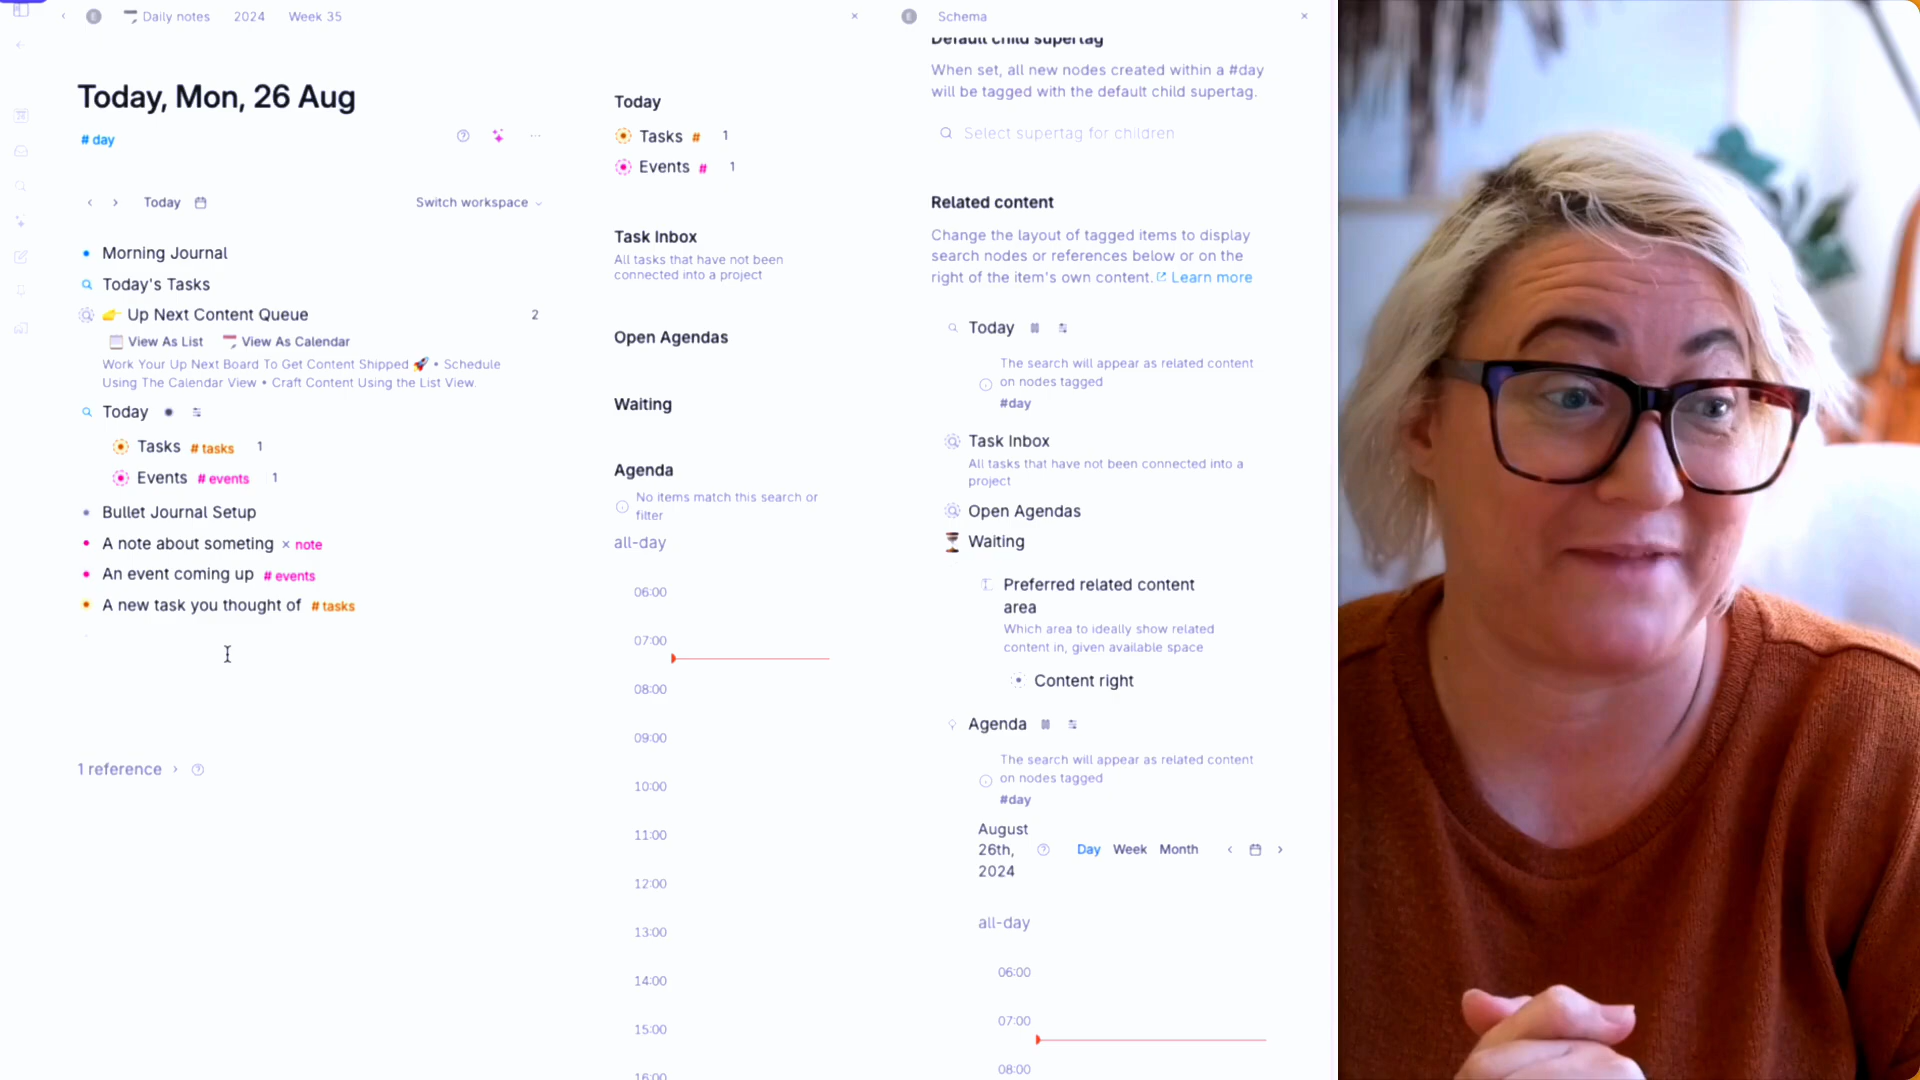 Daily notes 2024 Week 35
Today, Mon, 26 Aug
# day
Today
Switch workspace
Morning Journal
Today's Tasks
👉 Up Next Content Queue 2
View As List View As Calendar
Work Your Up Next Board To Get Content Shipped 🚀 • Schedule
Using The Calendar View • Craft Content Using the List View.
Today
Tasks # tasks 1
Events # events 1
Bullet Journal Setup
A note about someting × note
An event coming up # events
A new task you thought of # tasks
1 reference
Today
Tasks # 1
Events # 1
Task Inbox
All tasks that have not been
connected into a project
Open Agendas
Waiting
Agenda
No items match this search or
filter
all-day
06:00
07:00
08:00
09:00
10:00
11:00
12:00
13:00
14:00
15:00
16:00
Schema
Default child supertag
When set, all new nodes created within a #day
will be tagged with the default child supertag.
Select supertag for children
Related content
Change the layout of tagged items to display
search nodes or references below or on the
right of the item's own content. Learn more
Today
The search will appear as related content
on nodes tagged
#day
Task Inbox
All tasks that have not been connected into a
project
Open Agendas
Waiting
Preferred related content
area
Which area to ideally show related
content in, given available space
Content right
Agenda
The search will appear as related content
on nodes tagged
#day
August
26th,
2024
Day Week Month
all-day
06:00
07:00
08:00